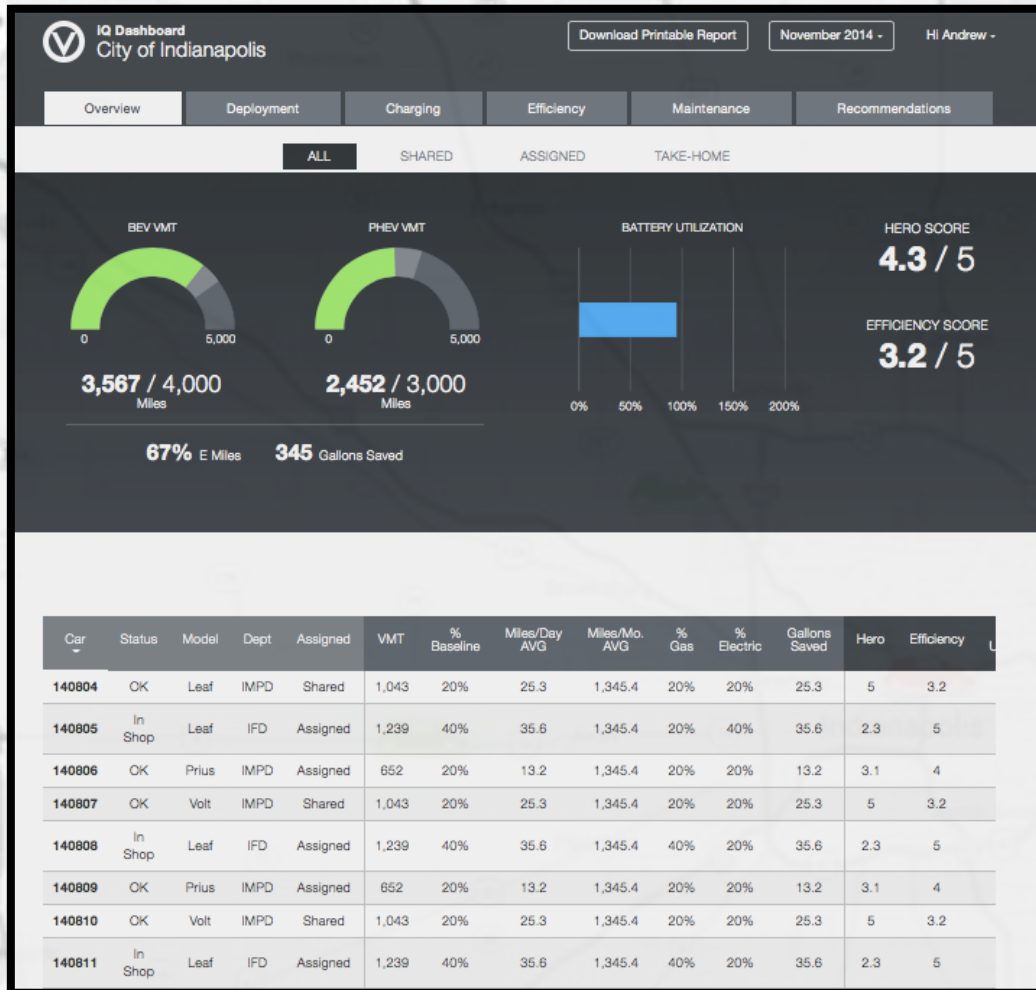 iQ Dashboard
City of Indianapolis
Download Printable Report
November 2014
Hi Andrew
Overview Deployment Charging Efficiency Maintenance Recommendations
ALL SHARED ASSIGNED TAKE-HOME
BEV VMT PHEV VMT BATTERY UTILIZATION HERO SCORE
4.3 / 5
EFFICIENCY SCORE
3.2 / 5
0 5,000 0 5,000
3,567 / 4,000 2,452 / 3,000
Miles Miles
0% 50% 100% 150% 200%
67% E Miles 345 Gallons Saved
Car Status Model Dept Assigned VMT % Baseline Miles/Day AVG Miles/Mo. AVG % Gas % Electric Gallons Saved Hero Efficiency U
140804 OK Leaf IMPD Shared 1,043 20% 25.3 1,345.4 20% 20% 25.3 5 3.2
140805 In Shop Leaf IFD Assigned 1,239 40% 35.6 1,345.4 20% 40% 35.6 2.3 5
140806 OK Prius IMPD Assigned 652 20% 13.2 1,345.4 20% 20% 13.2 3.1 4
140807 OK Volt IMPD Shared 1,043 20% 25.3 1,345.4 20% 20% 25.3 5 3.2
140808 In Shop Leaf IFD Assigned 1,239 40% 35.6 1,345.4 40% 20% 35.6 2.3 5
140809 OK Prius IMPD Assigned 652 20% 13.2 1,345.4 20% 20% 13.2 3.1 4
140810 OK Volt IMPD Shared 1,043 20% 25.3 1,345.4 20% 20% 25.3 5 3.2
140811 In Shop Leaf IFD Assigned 1,239 40% 35.6 1,345.4 40% 20% 35.6 2.3 5